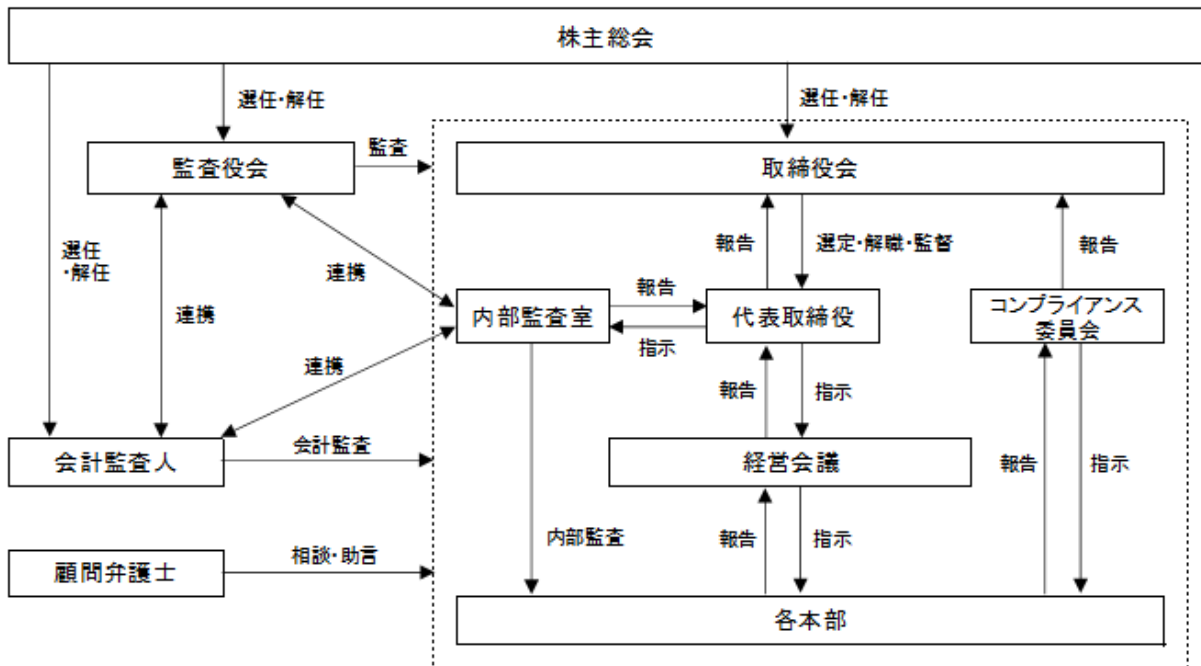 株主総会
選任・解任
選任・解任
監査役会
監査
取締役会
選任
・解任
連携
連携
報告
選定・解職・監督
報告
内部監査室
報告
指示
代表取締役
コンプライアンス
委員会
連携
報告
指示
会計監査人
会計監査
経営会議
報告
指示
内部監査
報告
指示
顧問弁護士
相談・助言
各本部